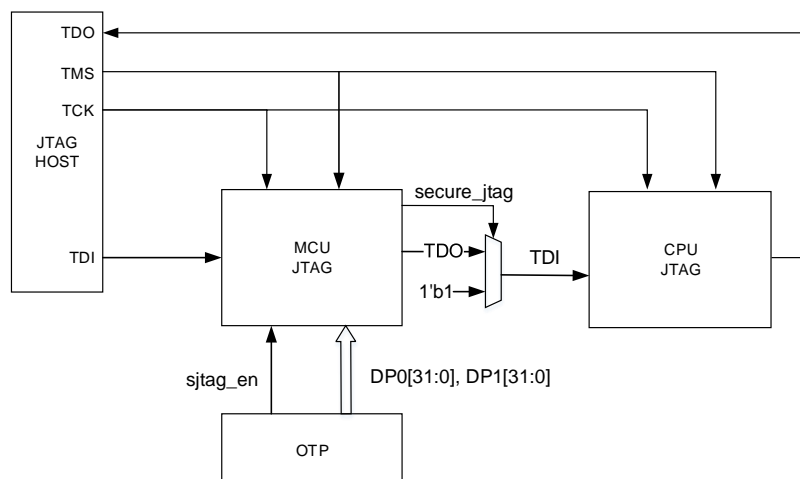 TDO
TMS
TCK
JTAG
HOST
TDI
secure_jtag
MCU
JTAG
TDO
1'b1
TDI
CPU
JTAG
sjtag_en
DP0[31:0], DP1[31:0]
OTP